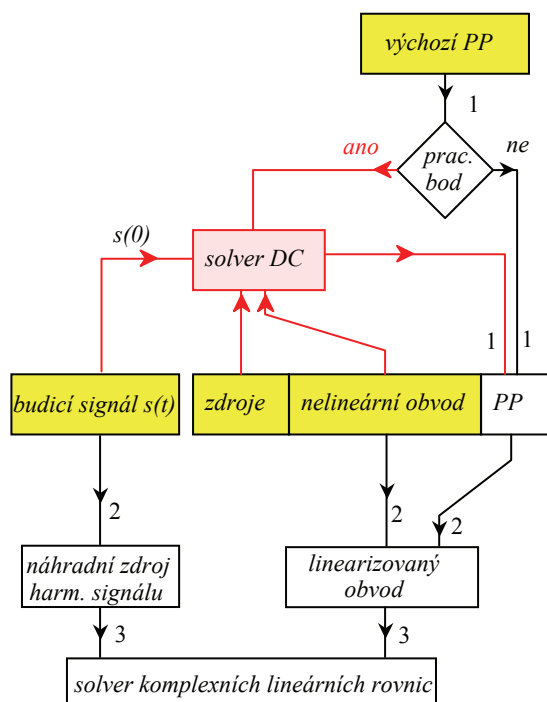 výchozí PP
1
ano
ne
prac.
bod
s(0)
solver DC
1
1
budicí signál s(t)
zdroje
nelineární obvod
PP
2
2
2
náhradní zdroj
harm. signálu
linearizovaný
obvod
3
3
solver komplexních lineárních rovnic